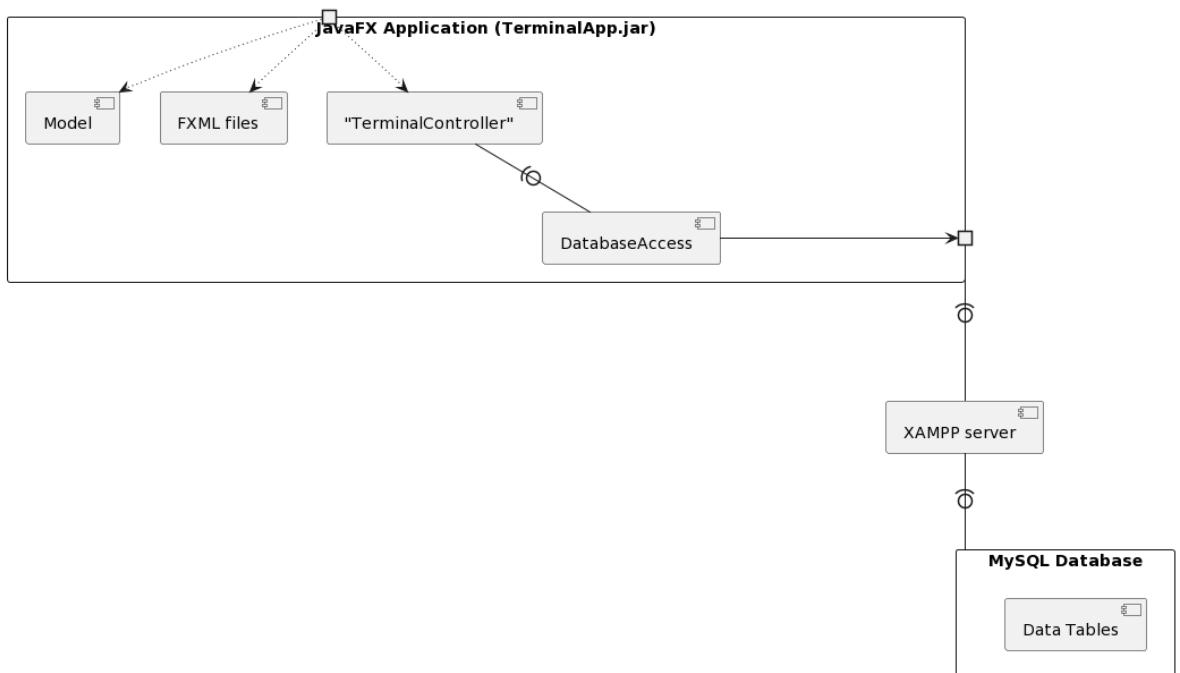 JavaFX Application (TerminalApp.jar)
Model
FXML files
"TerminalController"
DatabaseAccess
XAMPP server
MySQL Database
Data Tables